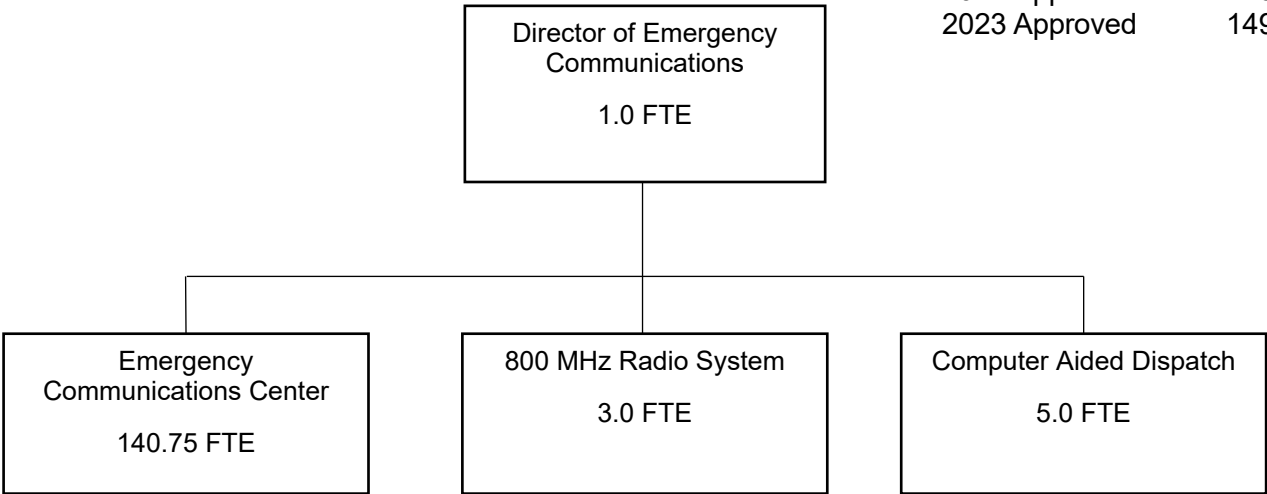 2023 Approved 149
Director of Emergency
Communications
1.0 FTE
Emergency
Communications Center
140.75 FTE
800 MHz Radio System
3.0 FTE
Computer Aided Dispatch
5.0 FTE